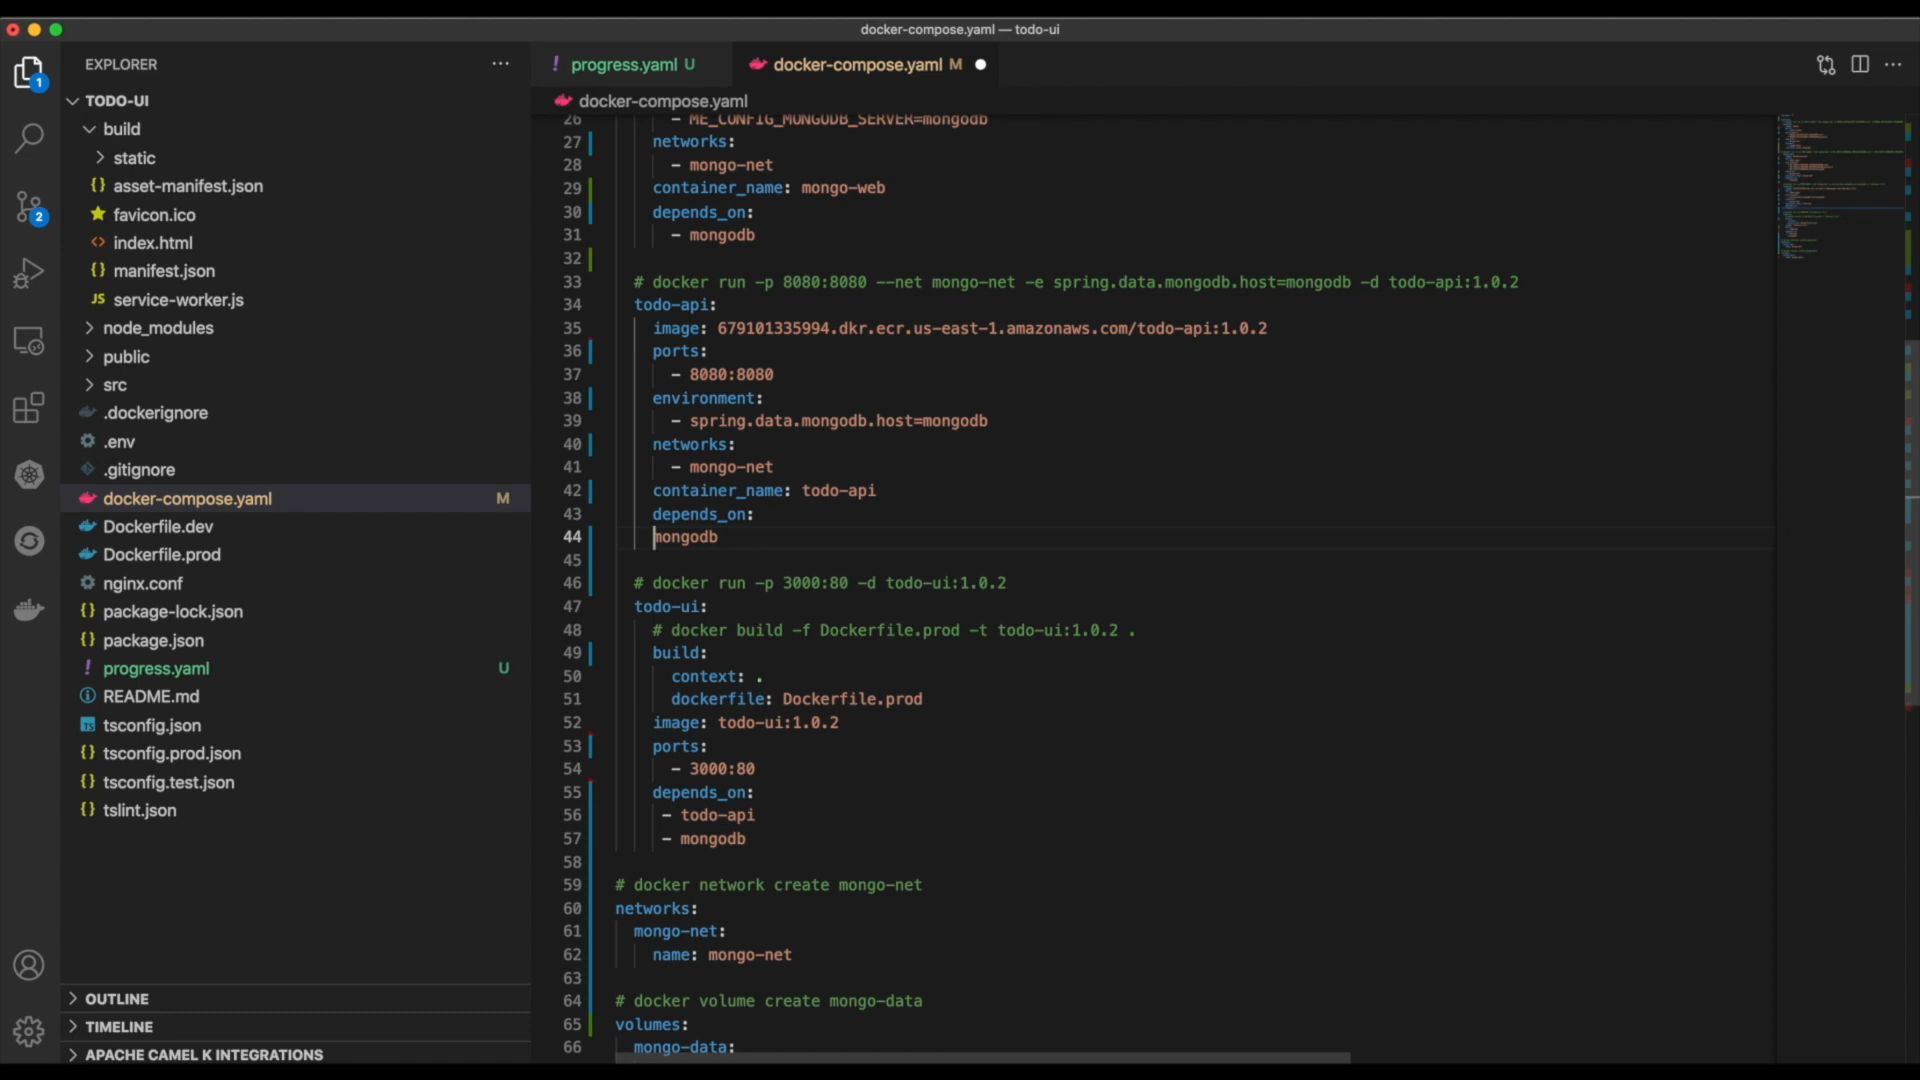 docker-compose.yaml — todo-ui
EXPLORER
TODO-UI
build
static
asset-manifest.json
favicon.ico
index.html
manifest.json
service-worker.js
node_modules
public
src
.dockerignore
.env
.gitignore
docker-compose.yaml M
Dockerfile.dev
Dockerfile.prod
nginx.conf
package-lock.json
package.json
progress.yaml U
README.md
tsconfig.json
tsconfig.prod.json
tsconfig.test.json
tslint.json
OUTLINE
TIMELINE
APACHE CAMEL K INTEGRATIONS
1
2
! progress.yaml U
docker-compose.yaml M
docker-compose.yaml
26 - ME_CONFIG_MONGODB_SERVER=mongodb
27 networks:
28 - mongo-net
29 container_name: mongo-web
30 depends_on:
31 - mongodb
32
33 # docker run -p 8080:8080 --net mongo-net -e spring.data.mongodb.host=mongodb -d todo-api:1.0.2
34 todo-api:
35 image: 679101335994.dkr.ecr.us-east-1.amazonaws.com/todo-api:1.0.2
36 ports:
37 - 8080:8080
38 environment:
39 - spring.data.mongodb.host=mongodb
40 networks:
41 - mongo-net
42 container_name: todo-api
43 depends_on:
44 mongodb
45
46 # docker run -p 3000:80 -d todo-ui:1.0.2
47 todo-ui:
48 # docker build -f Dockerfile.prod -t todo-ui:1.0.2 .
49 build:
50 context: .
51 dockerfile: Dockerfile.prod
52 image: todo-ui:1.0.2
53 ports:
54 - 3000:80
55 depends_on:
56 - todo-api
57 - mongodb
58
59 # docker network create mongo-net
60 networks:
61 mongo-net:
62 name: mongo-net
63
64 # docker volume create mongo-data
65 volumes:
66 mongo-data: